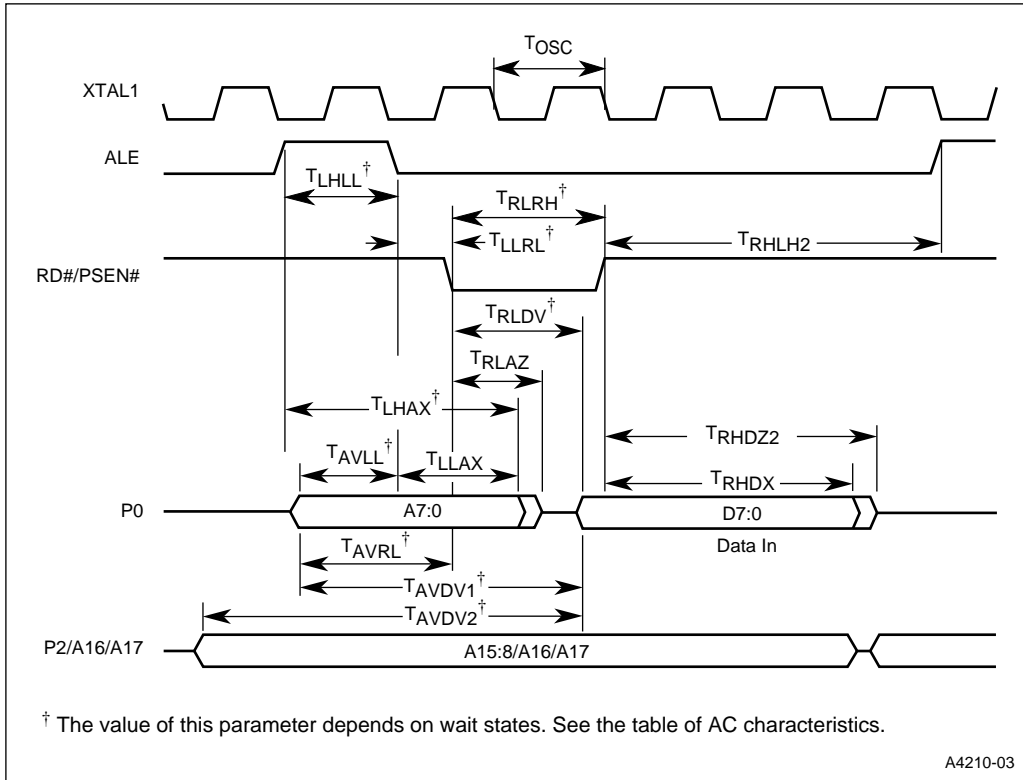 TOSC
XTAL1
ALE
TLHLL†
TRLRH†
TLLRL†
TRHLH2
RD#/PSEN#
TRLDV†
TRLAZ
TLHAX†
TRHDZ2
TAVLL†
TLLAX
TRHDX
P0
A7:0
D7:0
Data In
TAVRL†
TAVDV1†
TAVDV2†
P2/A16/A17
A15:8/A16/A17
† The value of this parameter depends on wait states. See the table of AC characteristics.
A4210-03